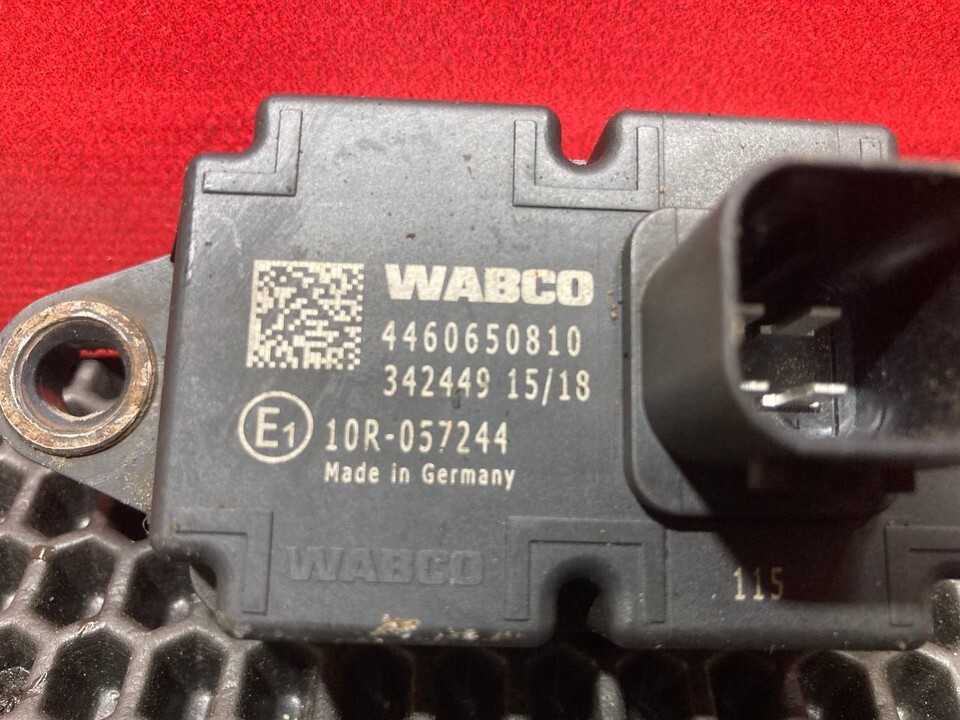 WABCO
4460650810
342449 15/18
E1 10R-057244
Made in Germany
WABCO
115